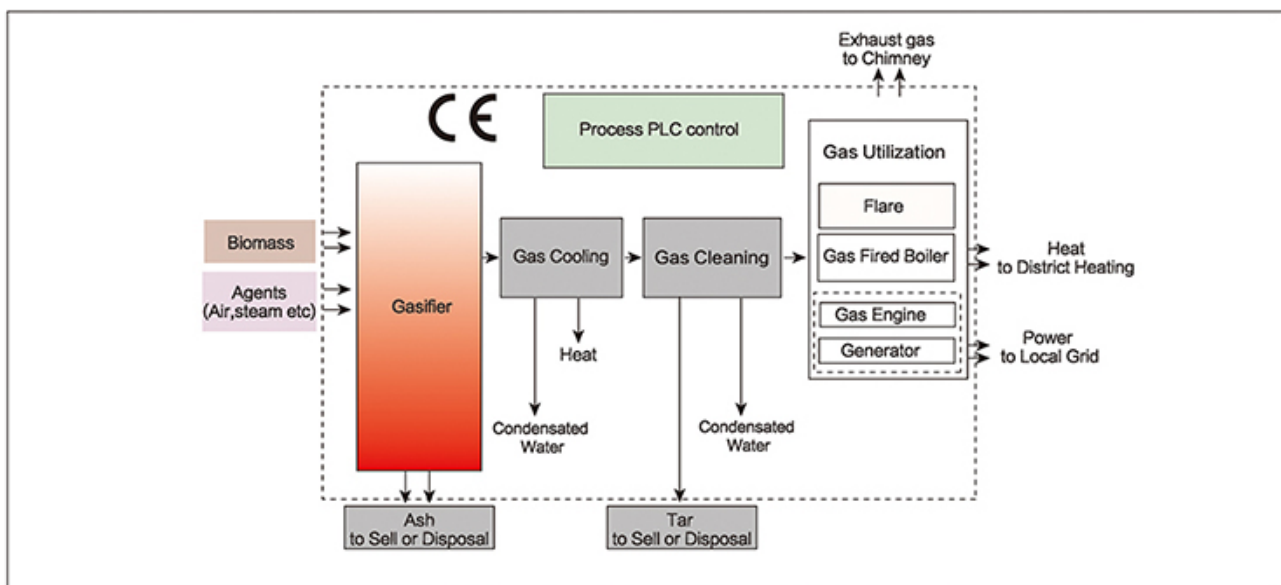 Exhaust gas
to Chimney
CE
Process PLC control
Gas Utilization
Flare
Biomass
Gas Cooling
Gas Cleaning
Gas Fired Boiler
Heat
to District Heating
Agents
(Air,steam etc)
Gasifier
Gas Engine
Generator
Power
to Local Grid
Heat
Condensated
Water
Condensated
Water
Ash
to Sell or Disposal
Tar
to Sell or Disposal